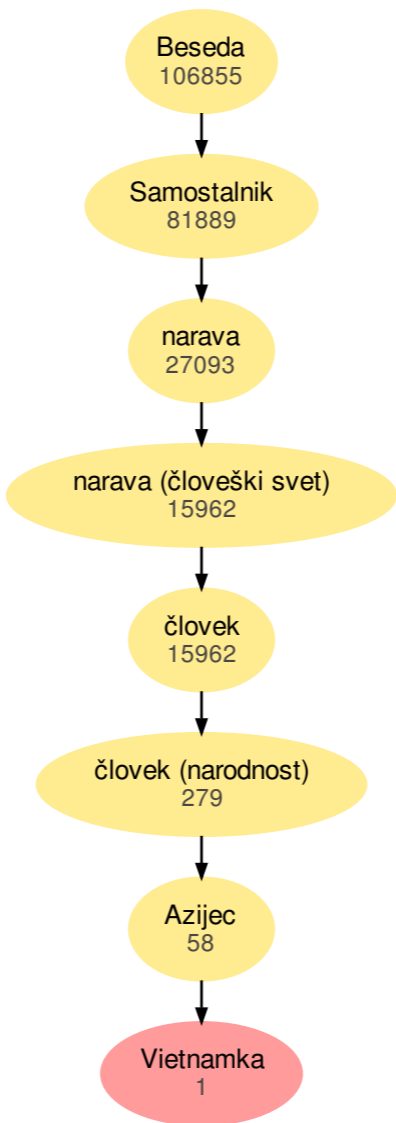 Beseda
106855
Samostalnik
81889
narava
27093
narava (človeški svet)
15962
človek
15962
človek (narodnost)
279
Azijec
58
Vietnamka
1